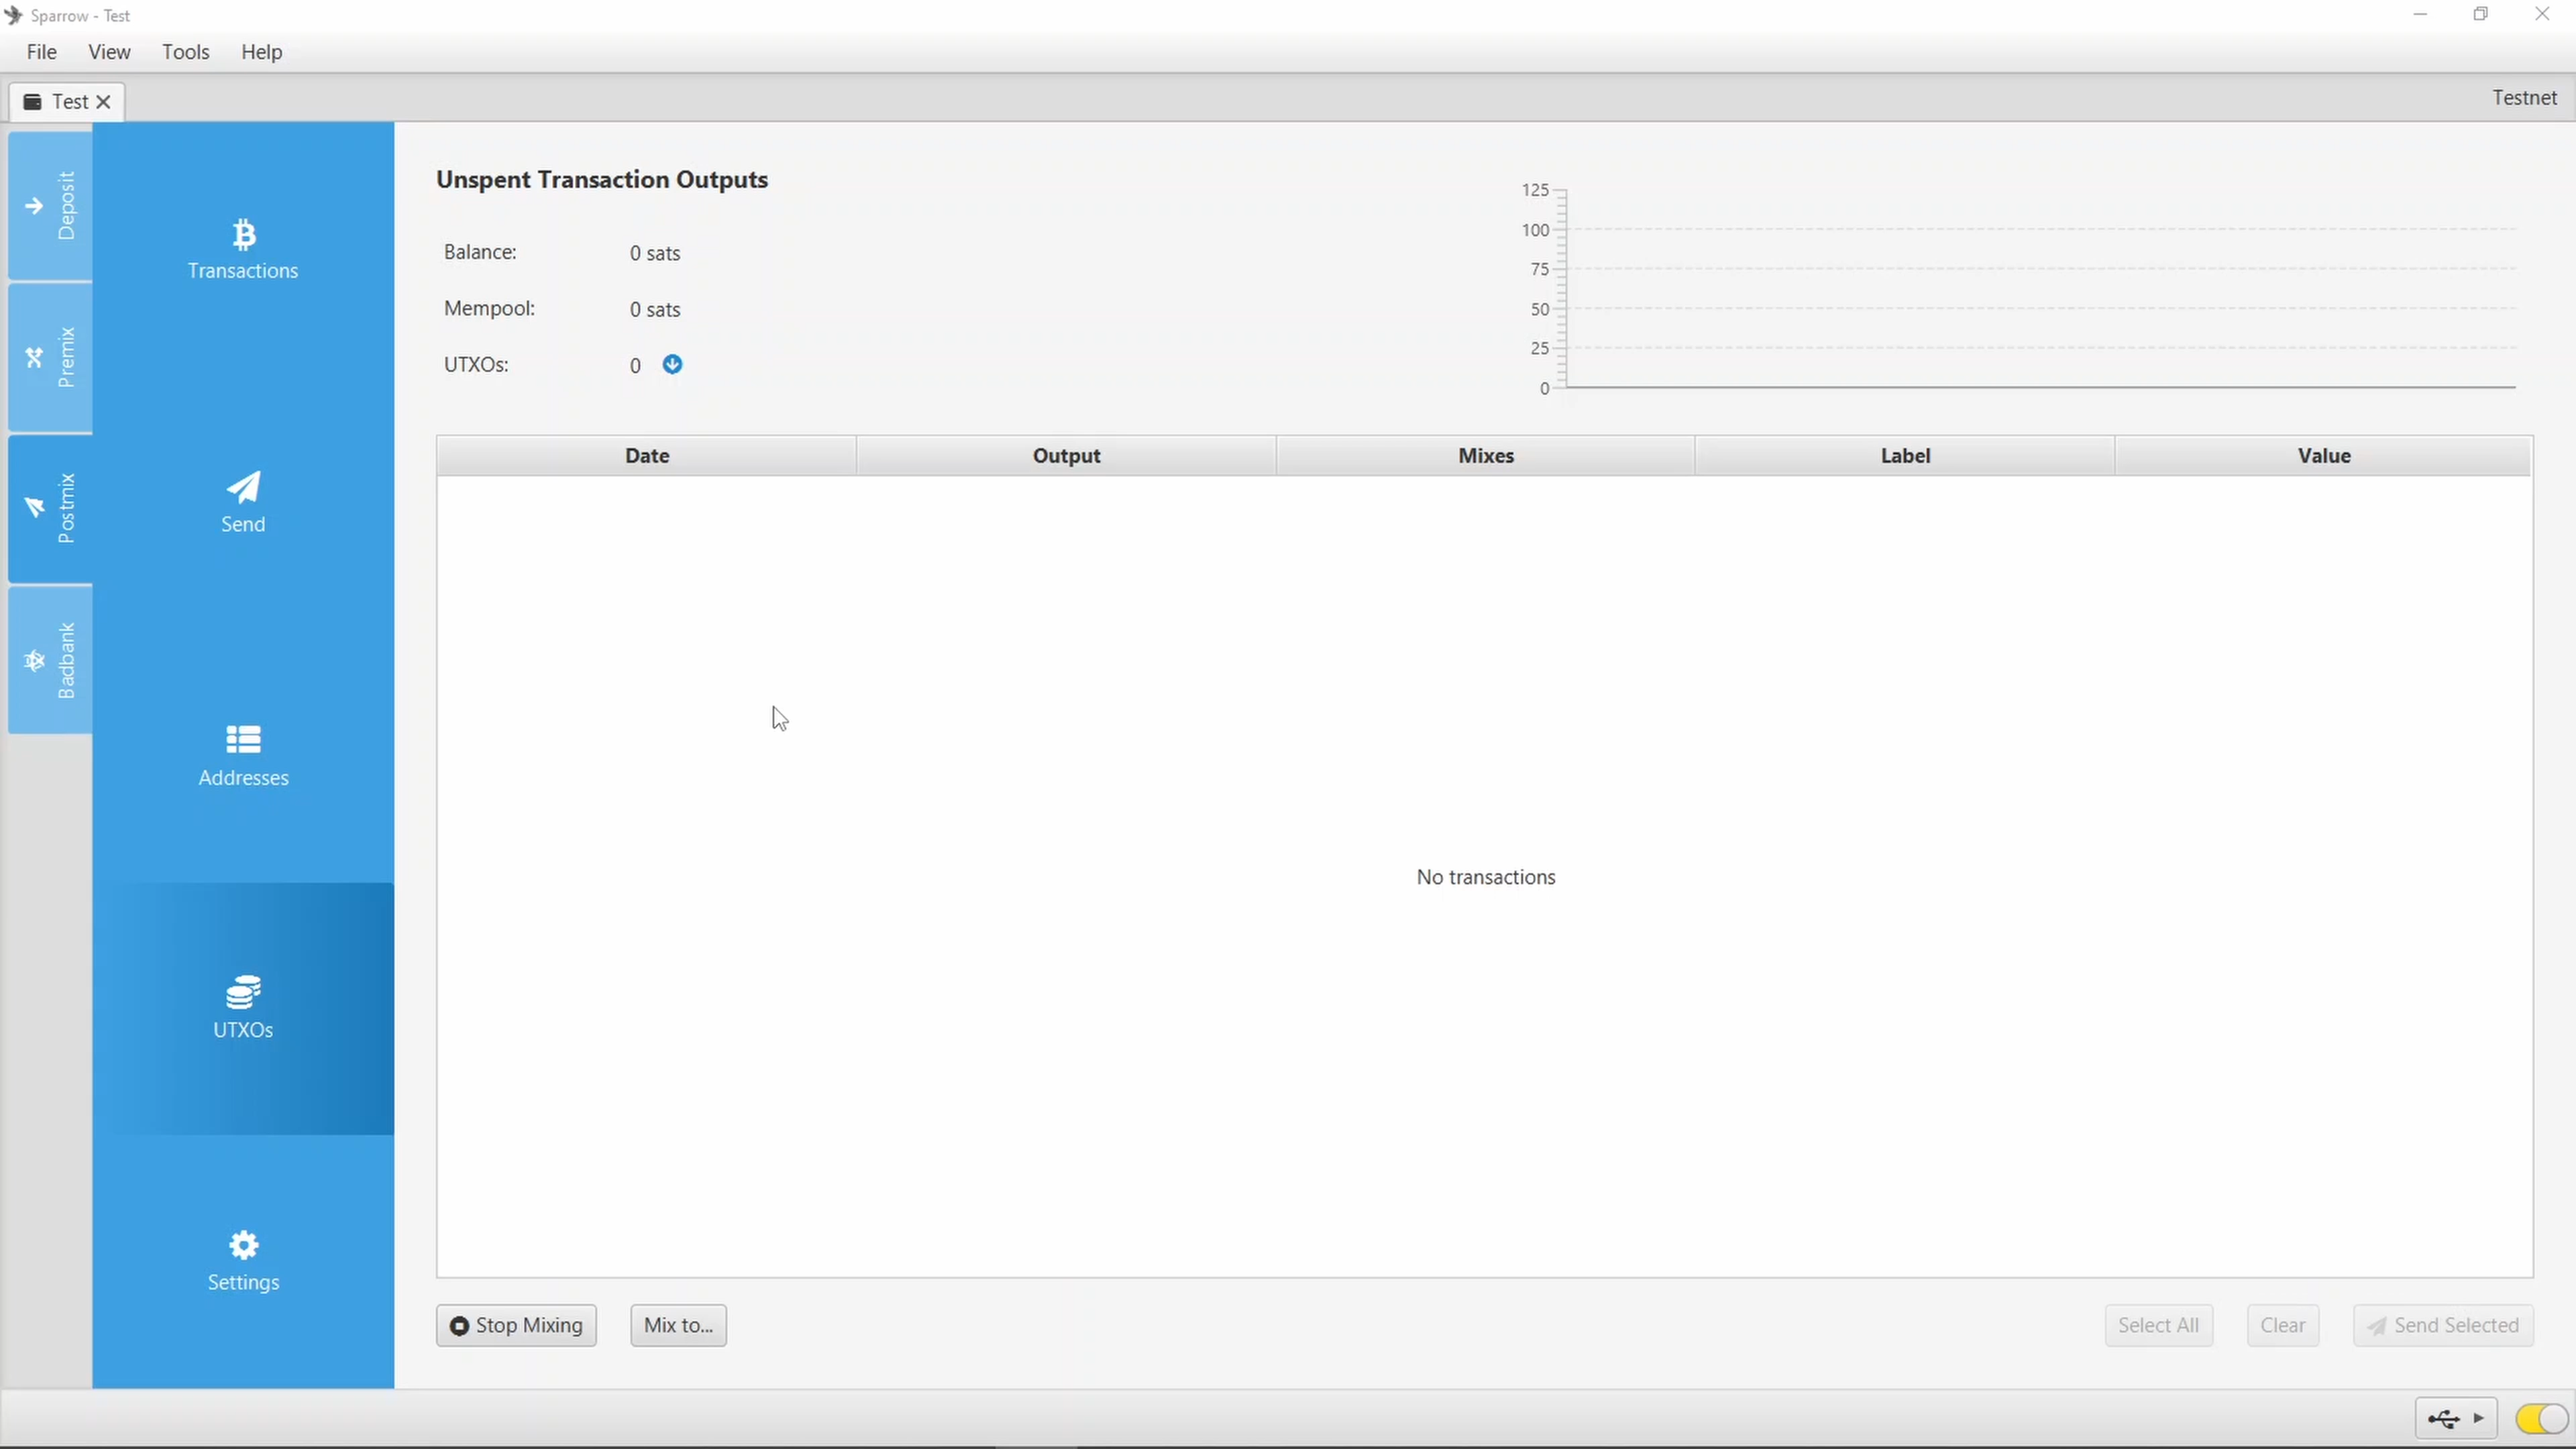 Sparrow - Test
File View Tools Help
Test
Testnet
Deposit
Premix
Postmix
Badbank
Transactions
Send
Addresses
UTXOs
Settings
Unspent Transaction Outputs
Balance: 0 sats
Mempool: 0 sats
UTXOs: 0
125
100
75
50
25
0
Date Output Mixes Label Value
No transactions
Stop Mixing Mix to... Select All Clear Send Selected